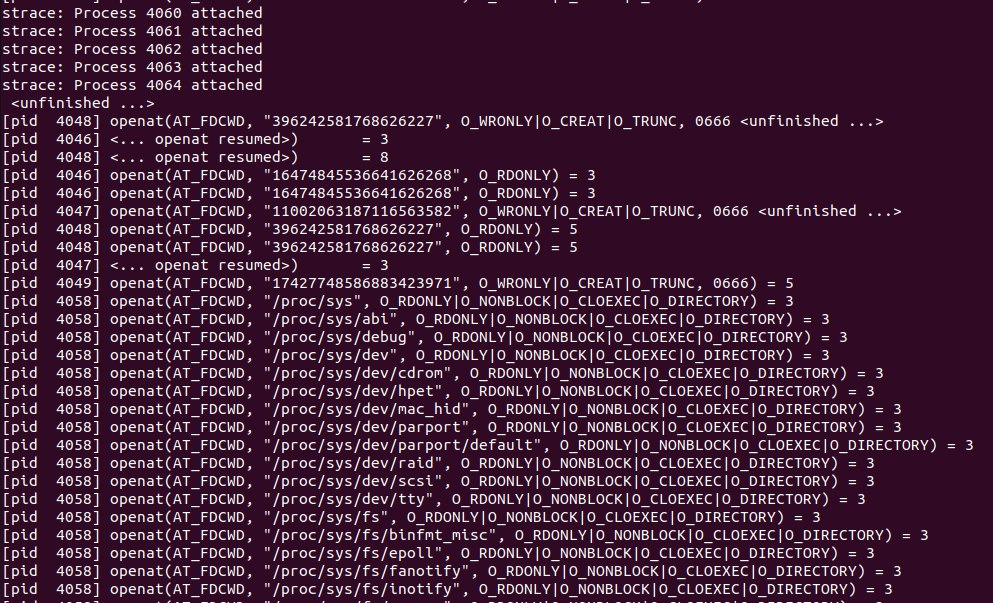 strace: Process 4060 attached
strace: Process 4061 attached
strace: Process 4062 attached
strace: Process 4063 attached
strace: Process 4064 attached
<unfinished ...>
[pid  4048] openat(AT_FDCWD, "396242581768626227", O_WRONLY|O_CREAT|O_TRUNC, 0666 <unfinished ...>
[pid  4046] <... openat resumed>)       = 3
[pid  4048] <... openat resumed>)       = 8
[pid  4046] openat(AT_FDCWD, "16474845536641626268", O_RDONLY) = 3
[pid  4046] openat(AT_FDCWD, "16474845536641626268", O_RDONLY) = 3
[pid  4047] openat(AT_FDCWD, "11002063187116563582", O_WRONLY|O_CREAT|O_TRUNC, 0666 <unfinished ...>
[pid  4048] openat(AT_FDCWD, "396242581768626227", O_RDONLY) = 5
[pid  4048] openat(AT_FDCWD, "396242581768626227", O_RDONLY) = 5
[pid  4047] <... openat resumed>)       = 3
[pid  4049] openat(AT_FDCWD, "17427748586883423971", O_WRONLY|O_CREAT|O_TRUNC, 0666) = 5
[pid  4058] openat(AT_FDCWD, "/proc/sys", O_RDONLY|O_NONBLOCK|O_CLOEXEC|O_DIRECTORY) = 3
[pid  4058] openat(AT_FDCWD, "/proc/sys/abi", O_RDONLY|O_NONBLOCK|O_CLOEXEC|O_DIRECTORY) = 3
[pid  4058] openat(AT_FDCWD, "/proc/sys/debug", O_RDONLY|O_NONBLOCK|O_CLOEXEC|O_DIRECTORY) = 3
[pid  4058] openat(AT_FDCWD, "/proc/sys/dev", O_RDONLY|O_NONBLOCK|O_CLOEXEC|O_DIRECTORY) = 3
[pid  4058] openat(AT_FDCWD, "/proc/sys/dev/cdrom", O_RDONLY|O_NONBLOCK|O_CLOEXEC|O_DIRECTORY) = 3
[pid  4058] openat(AT_FDCWD, "/proc/sys/dev/hpet", O_RDONLY|O_NONBLOCK|O_CLOEXEC|O_DIRECTORY) = 3
[pid  4058] openat(AT_FDCWD, "/proc/sys/dev/mac_hid", O_RDONLY|O_NONBLOCK|O_CLOEXEC|O_DIRECTORY) = 3
[pid  4058] openat(AT_FDCWD, "/proc/sys/dev/parport", O_RDONLY|O_NONBLOCK|O_CLOEXEC|O_DIRECTORY) = 3
[pid  4058] openat(AT_FDCWD, "/proc/sys/dev/parport/default", O_RDONLY|O_NONBLOCK|O_CLOEXEC|O_DIRECTORY) = 3
[pid  4058] openat(AT_FDCWD, "/proc/sys/dev/raid", O_RDONLY|O_NONBLOCK|O_CLOEXEC|O_DIRECTORY) = 3
[pid  4058] openat(AT_FDCWD, "/proc/sys/dev/scsi", O_RDONLY|O_NONBLOCK|O_CLOEXEC|O_DIRECTORY) = 3
[pid  4058] openat(AT_FDCWD, "/proc/sys/dev/tty", O_RDONLY|O_NONBLOCK|O_CLOEXEC|O_DIRECTORY) = 3
[pid  4058] openat(AT_FDCWD, "/proc/sys/fs", O_RDONLY|O_NONBLOCK|O_CLOEXEC|O_DIRECTORY) = 3
[pid  4058] openat(AT_FDCWD, "/proc/sys/fs/binfmt_misc", O_RDONLY|O_NONBLOCK|O_CLOEXEC|O_DIRECTORY) = 3
[pid  4058] openat(AT_FDCWD, "/proc/sys/fs/epoll", O_RDONLY|O_NONBLOCK|O_CLOEXEC|O_DIRECTORY) = 3
[pid  4058] openat(AT_FDCWD, "/proc/sys/fs/fanotify", O_RDONLY|O_NONBLOCK|O_CLOEXEC|O_DIRECTORY) = 3
[pid  4058] openat(AT_FDCWD, "/proc/sys/fs/inotify", O_RDONLY|O_NONBLOCK|O_CLOEXEC|O_DIRECTORY) = 3